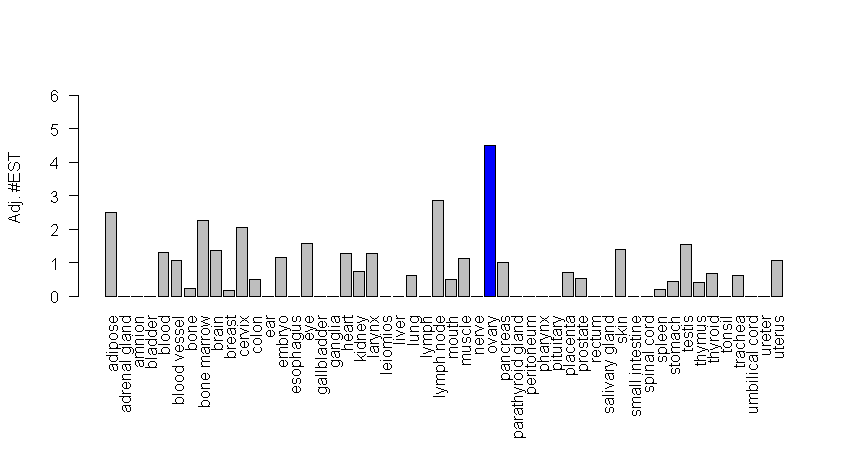 Adj. #EST
6
5
4
3
2
1
0
adipose
adrenal gland
amnion
bladder
blood
blood vessel
bone
bone marrow
brain
breast
cervix
colon
ear
embryo
esophagus
eye
gallbladder
ganglia
heart
kidney
larynx
leiomios
liver
lung
lymph
lymph node
mouth
muscle
nerve
ovary
pancreas
parathyroid gland
peritoneum
pharynx
pituitary
placenta
prostate
rectum
salivary gland
skin
small intestine
spinal cord
spleen
stomach
testis
thymus
thyroid
tonsil
trachea
umbilical cord
ureter
uterus